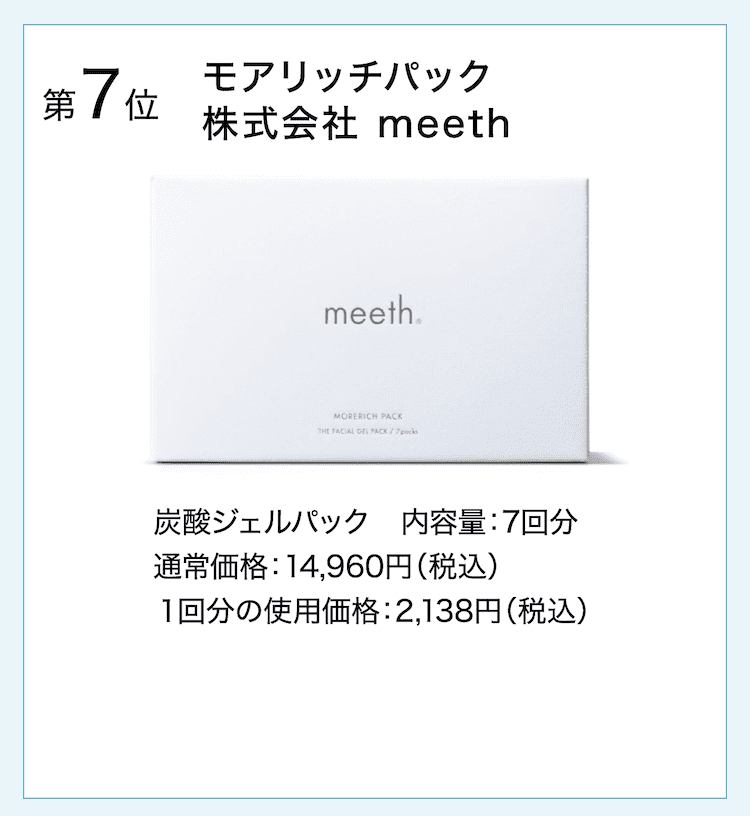 第7位
モアリッチパック
株式会社 meeth
meeth®
MORERICH PACK
THE FACIAL GEL PACK / 7packs
炭酸ジェルパック　内容量：7回分
通常価格：14,960円（税込）
1回分の使用価格：2,138円（税込）